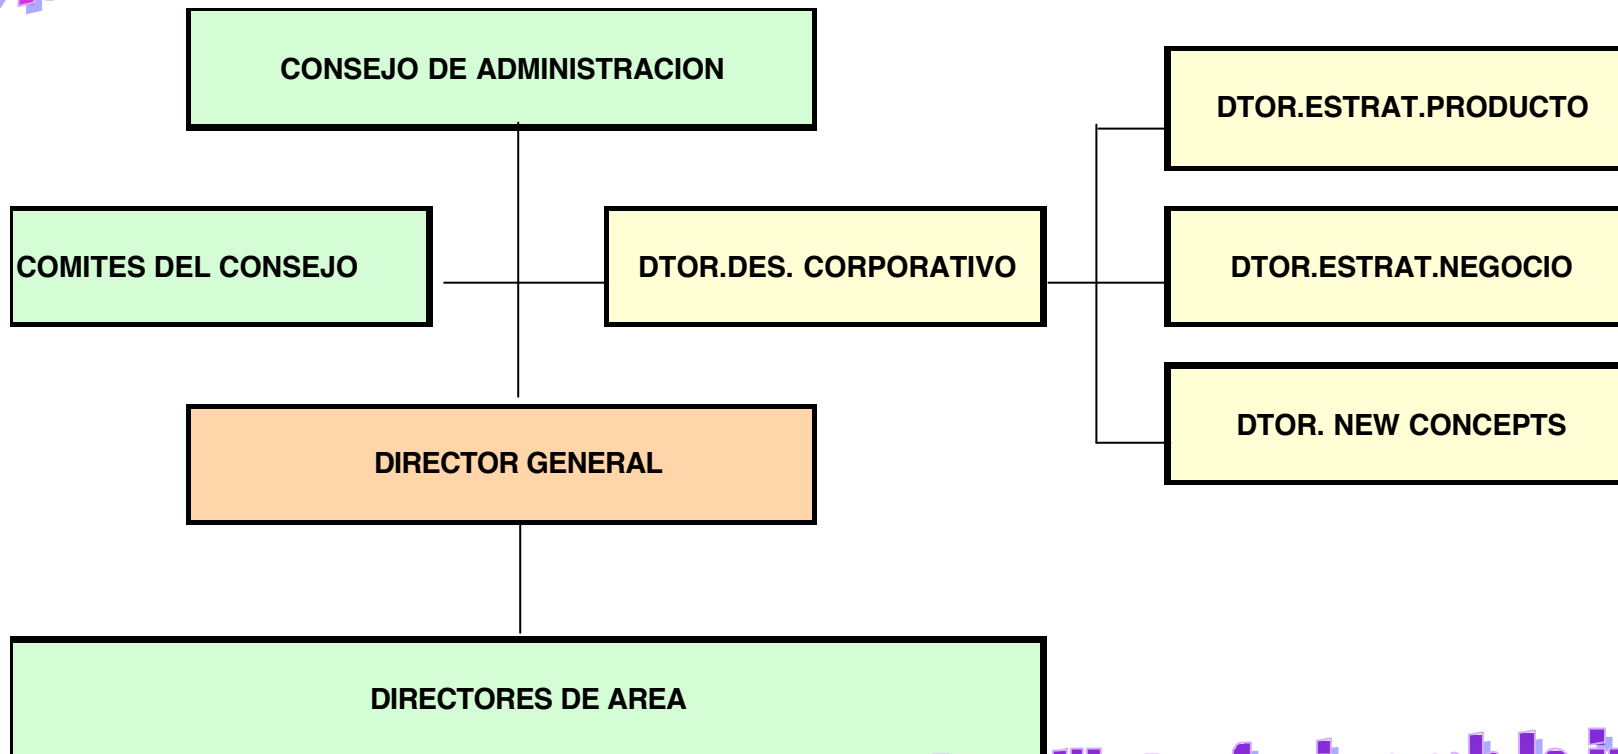 CONSEJO DE ADMINISTRACION
DTOR.ESTRAT.PRODUCTO
COMITES DEL CONSEJO
DTOR.DES. CORPORATIVO
DTOR.ESTRAT.NEGOCIO
DTOR. NEW CONCEPTS
DIRECTOR GENERAL
DIRECTORES DE AREA